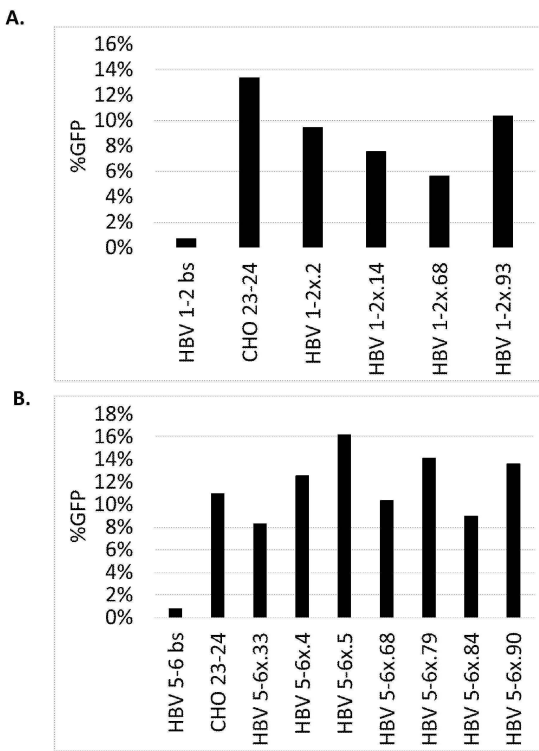 A.
16%
14%
12%
10%
8%
6%
4%
2%
0%
%GFP
HBV 1-2 bs
CHO 23-24
HBV 1-2x.2
HBV 1-2x.14
HBV 1-2x.68
HBV 1-2x.93
B.
18%
16%
14%
12%
10%
8%
6%
4%
2%
0%
%GFP
HBV 5-6 bs
CHO 23-24
HBV 5-6x.33
HBV 5-6x.4
HBV 5-6x.5
HBV 5-6x.68
HBV 5-6x.79
HBV 5-6x.84
HBV 5-6x.90